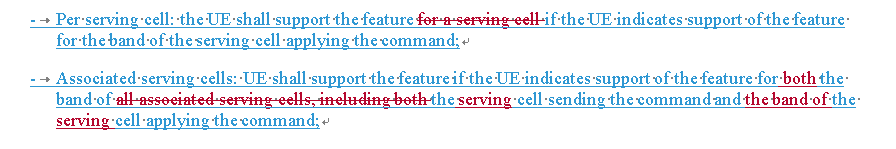 - → Per serving cell: the UE shall support the feature for a serving cell if the UE indicates support of the feature
for the band of the serving cell applying the command;
- → Associated serving cells: UE shall support the feature if the UE indicates support of the feature for both the
band of all associated serving cells, including both the serving cell sending the command and the band of the
serving cell applying the command;